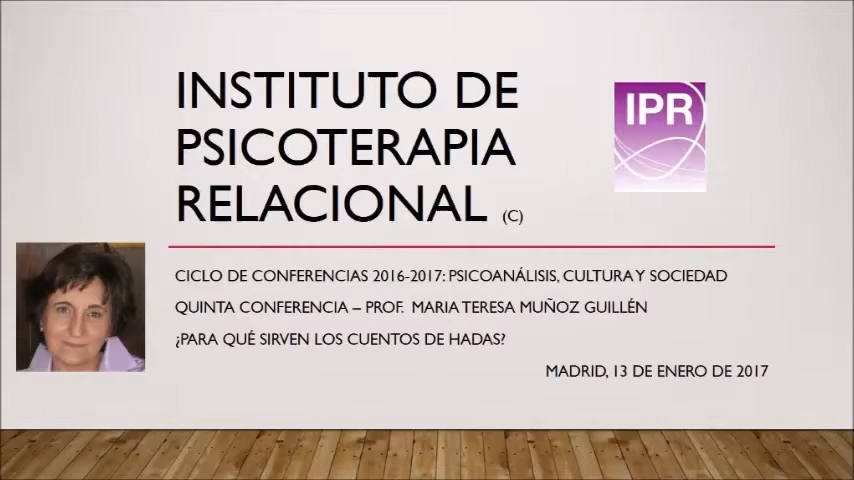 INSTITUTO DE
PSICOTERAPIA
RELACIONAL (C)
IPR
CICLO DE CONFERENCIAS 2016-2017: PSICOANÁLISIS, CULTURA Y SOCIEDAD
QUINTA CONFERENCIA – PROF. MARIA TERESA MUÑOZ GUILLÉN
¿PARA QUÉ SIRVEN LOS CUENTOS DE HADAS?
MADRID, 13 DE ENERO DE 2017